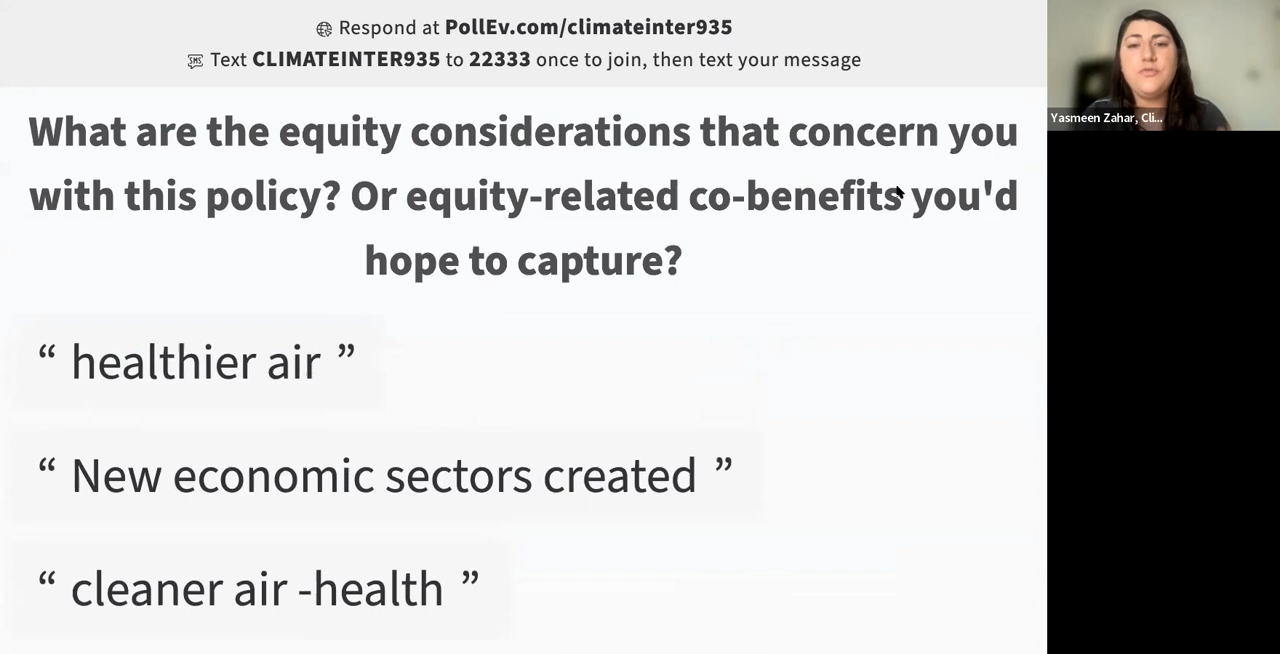 Respond at PollEv.com/climateinter935
SMS Text CLIMATEINTER935 to 22333 once to join, then text your message
What are the equity considerations that concern you
with this policy? Or equity-related co-benefits you'd
hope to capture?
“ healthier air ”
“ New economic sectors created ”
“ cleaner air -health ”
Yasmeen Zahar, Cli...